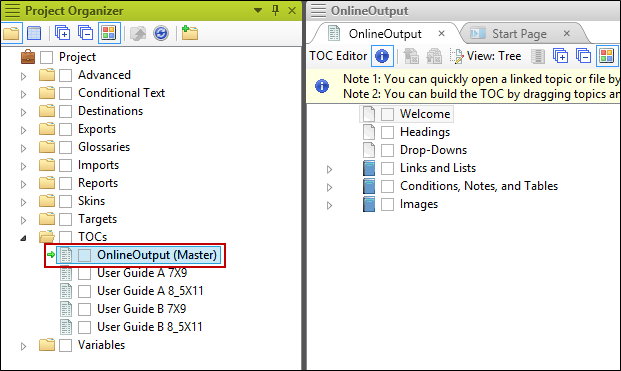 Project Organizer
Project
Advanced
Conditional Text
Destinations
Exports
Glossaries
Imports
Reports
Skins
Targets
TOCs
OnlineOutput (Master)
User Guide A 7X9
User Guide A 8_5X11
User Guide B 7X9
User Guide B 8_5X11
Variables
OnlineOutput
OnlineOutput
Start Page
TOC Editor
View: Tree
Note 1: You can quickly open a linked topic or file by
Note 2: You can build the TOC by dragging topics an
Welcome
Headings
Drop-Downs
Links and Lists
Conditions, Notes, and Tables
Images